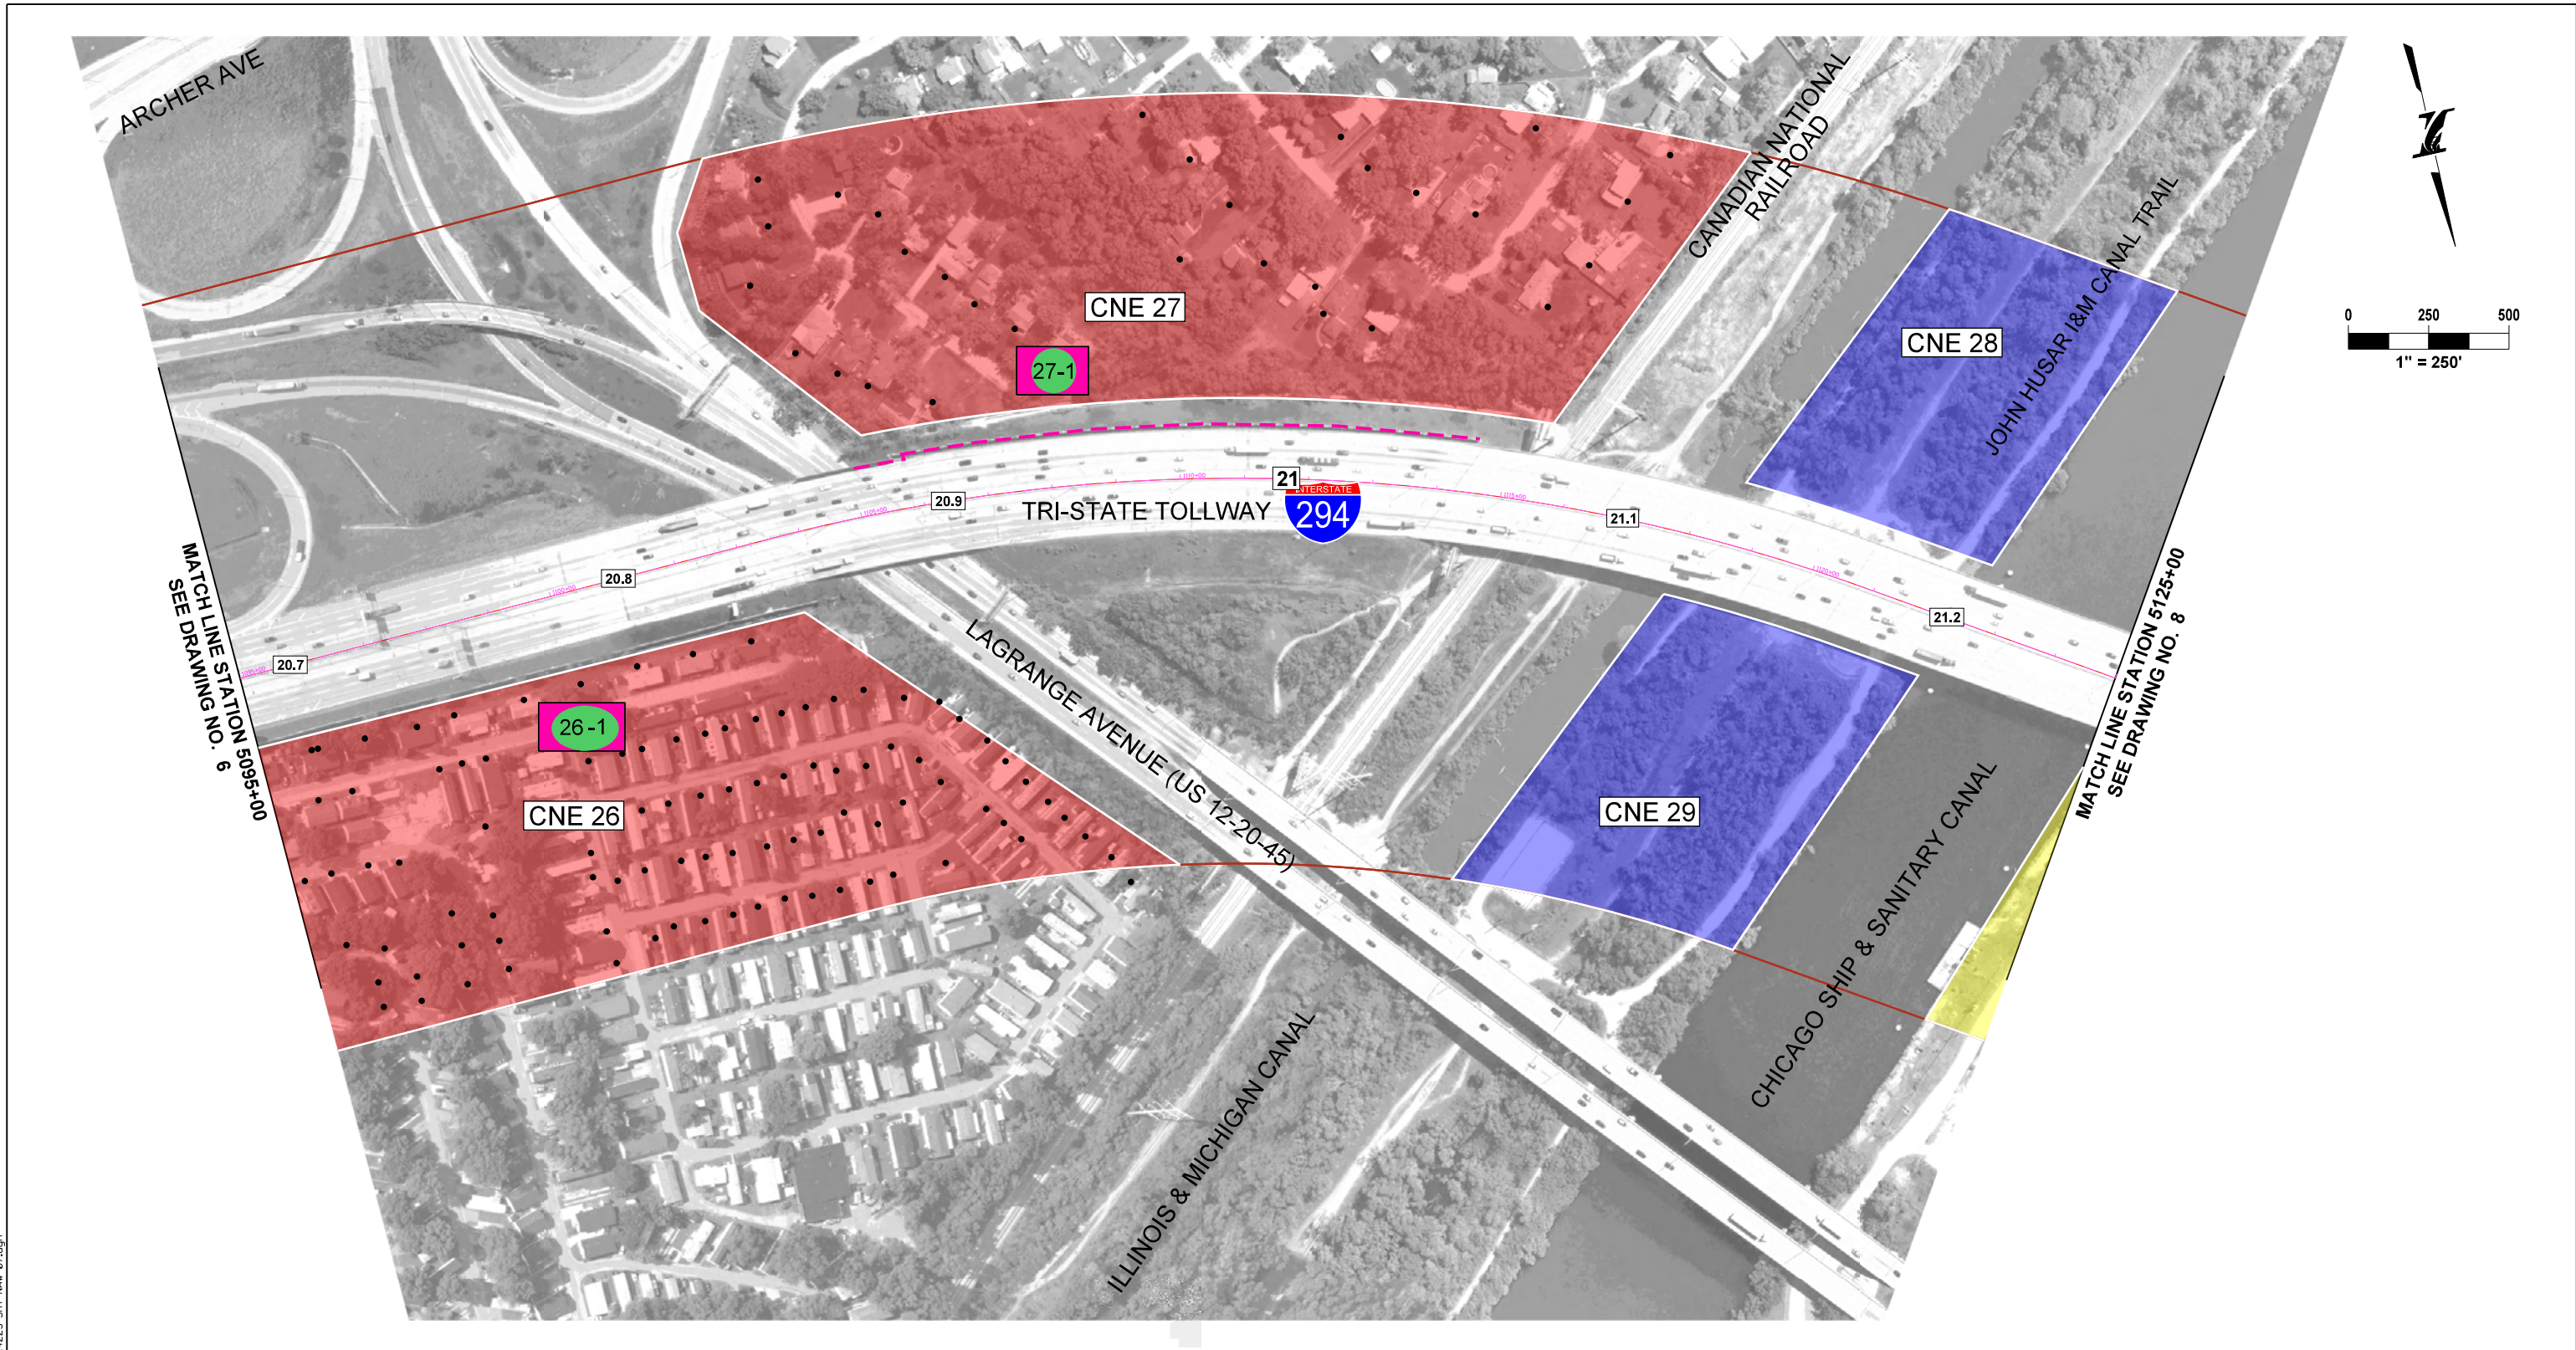 ARCHER AVE
CANADIAN NATIONAL
RAILROAD
JOHN HUSAR I&M CANAL TRAIL
CNE 27
27-1
CNE 28
0 250 500
1" = 250'
MATCH LINE STATION 5095+00
SEE DRAWING NO. 6
20.7
20.8
20.9
21
21.1
21.2
TRI-STATE TOLLWAY
INTERSTATE
294
MATCH LINE STATION 5125+00
SEE DRAWING NO. 8
26-1
CNE 26
LAGRANGE AVENUE (US 12-20-45)
CNE 29
CHICAGO SHIP & SANITARY CANAL
ILLINOIS & MICHIGAN CANAL